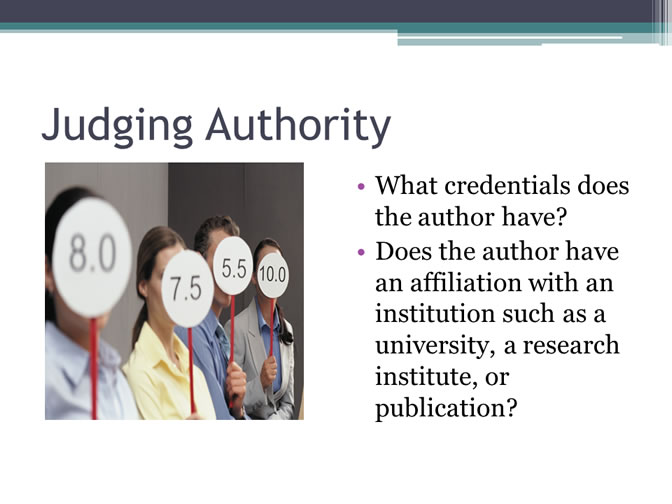 Judging Authority
8.0
7.5
5.5
10.0
• What credentials does
the author have?
• Does the author have
an affiliation with an
institution such as a
university, a research
institute, or
publication?